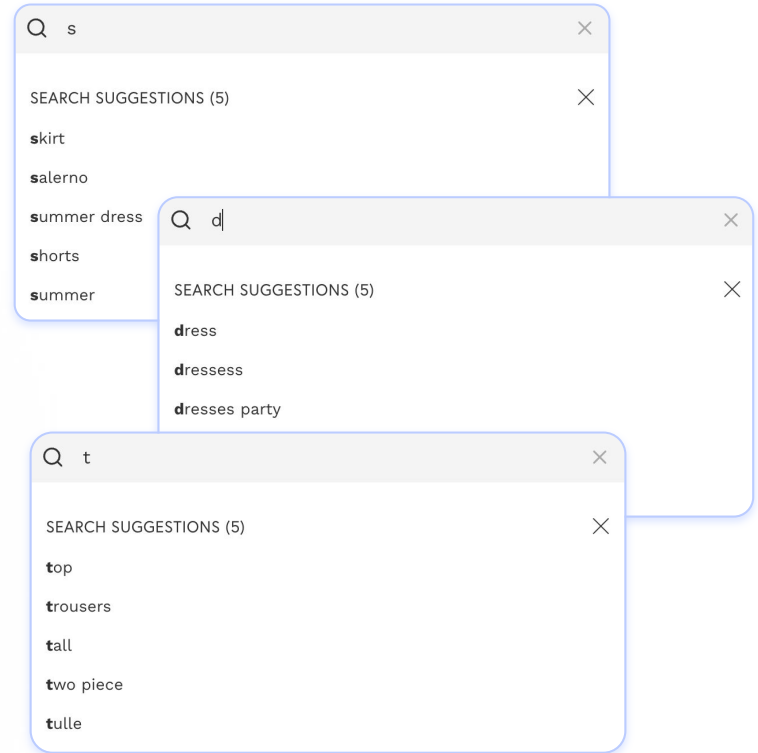 s
SEARCH SUGGESTIONS (5)
skirt
salerno
summer dress
shorts
summer
d
SEARCH SUGGESTIONS (5)
dress
dressess
dresses party
t
SEARCH SUGGESTIONS (5)
top
trousers
tall
two piece
tulle